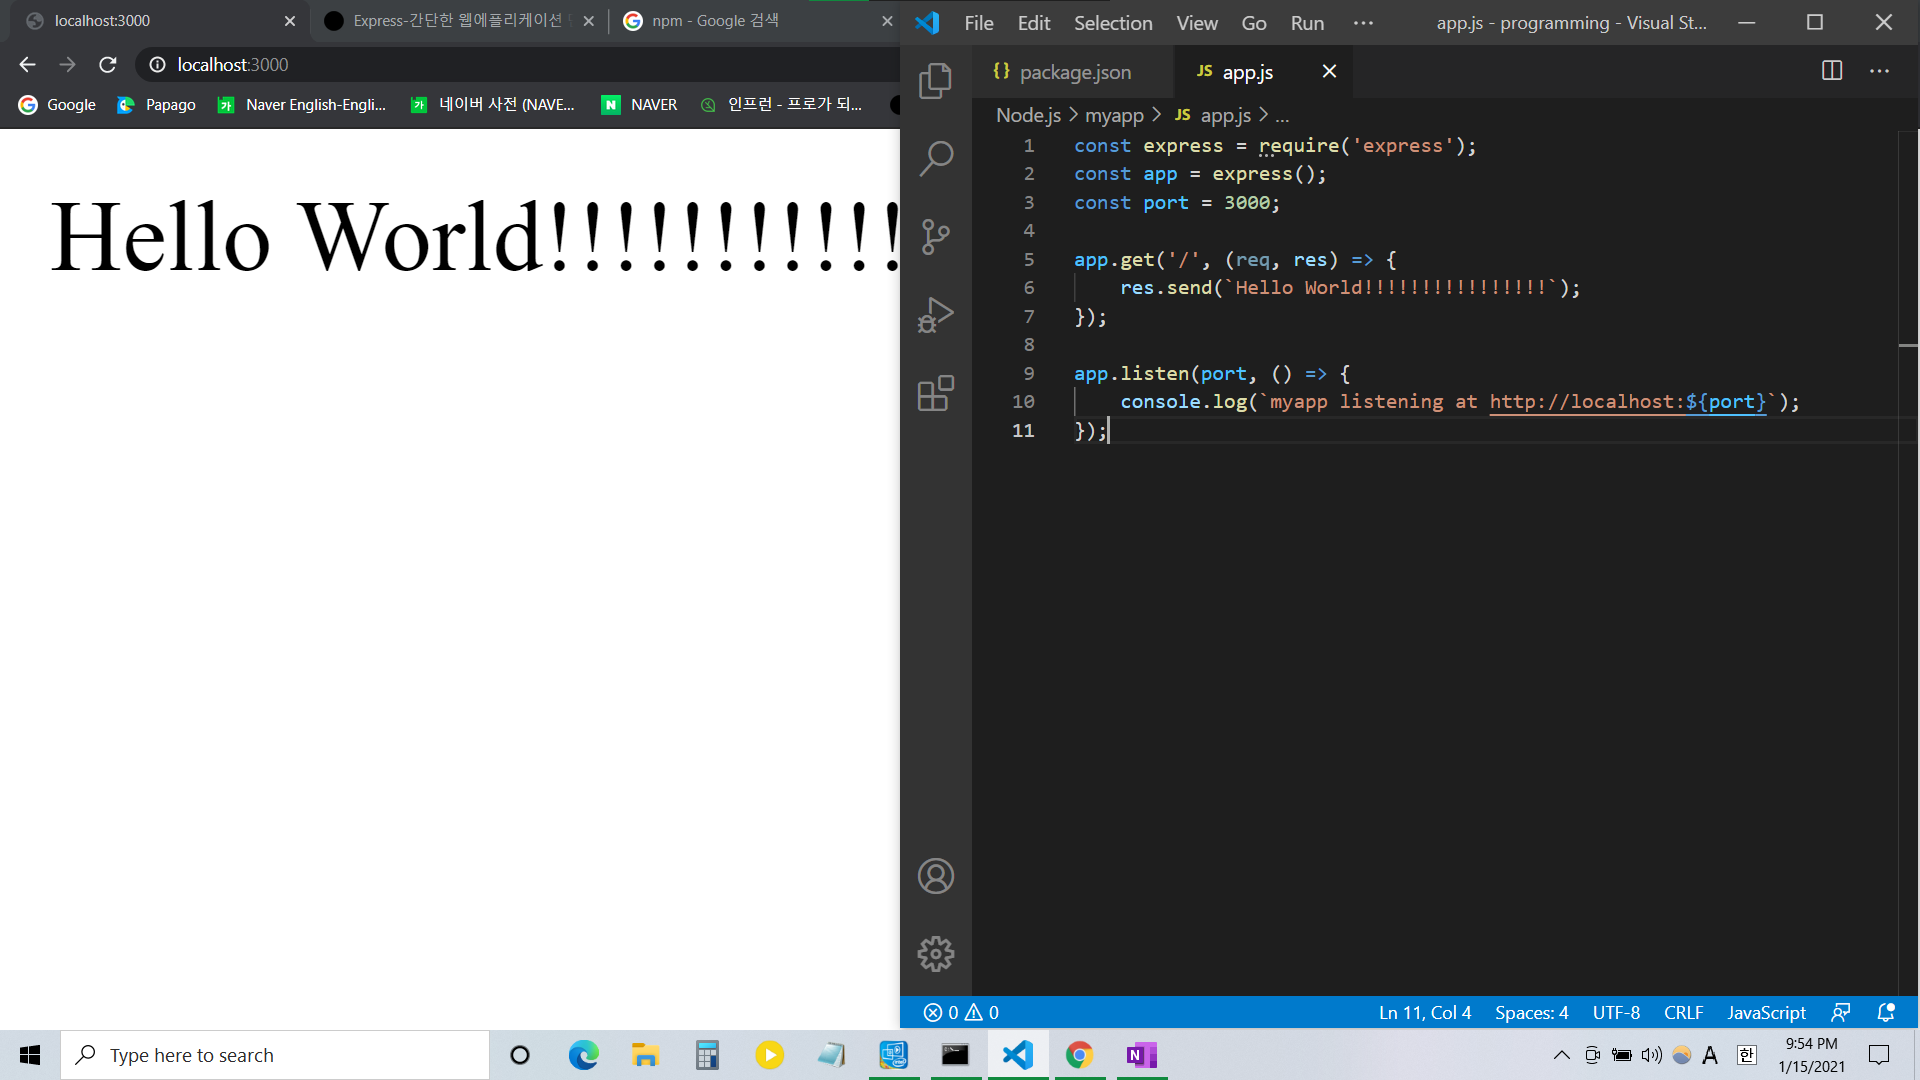 localhost:3000
Express-간단한 웹에플리케이션
npm - Google 검색
localhost:3000
Google
Papago
Naver English-Engli...
네이버 사전 (NAVE...
NAVER
인프런 - 프로가 되...
Hello World!!!!!!!!!!!
File Edit Selection View Go Run ··· app.js - programming - Visual St...
{} package.json
JS app.js
Node.js > myapp > JS app.js > ...
1 const express = require('express');
2 const app = express();
3 const port = 3000;
4
5 app.get('/', (req, res) => {
6 res.send(`Hello World!!!!!!!!!!!!!!!!`);
7 });
8
9 app.listen(port, () => {
10 console.log(`myapp listening at http://localhost:${port}`);
11 });
0 0 Ln 11, Col 4 Spaces: 4 UTF-8 CRLF JavaScript
Type here to search
N
A 한
9:54 PM
1/15/2021